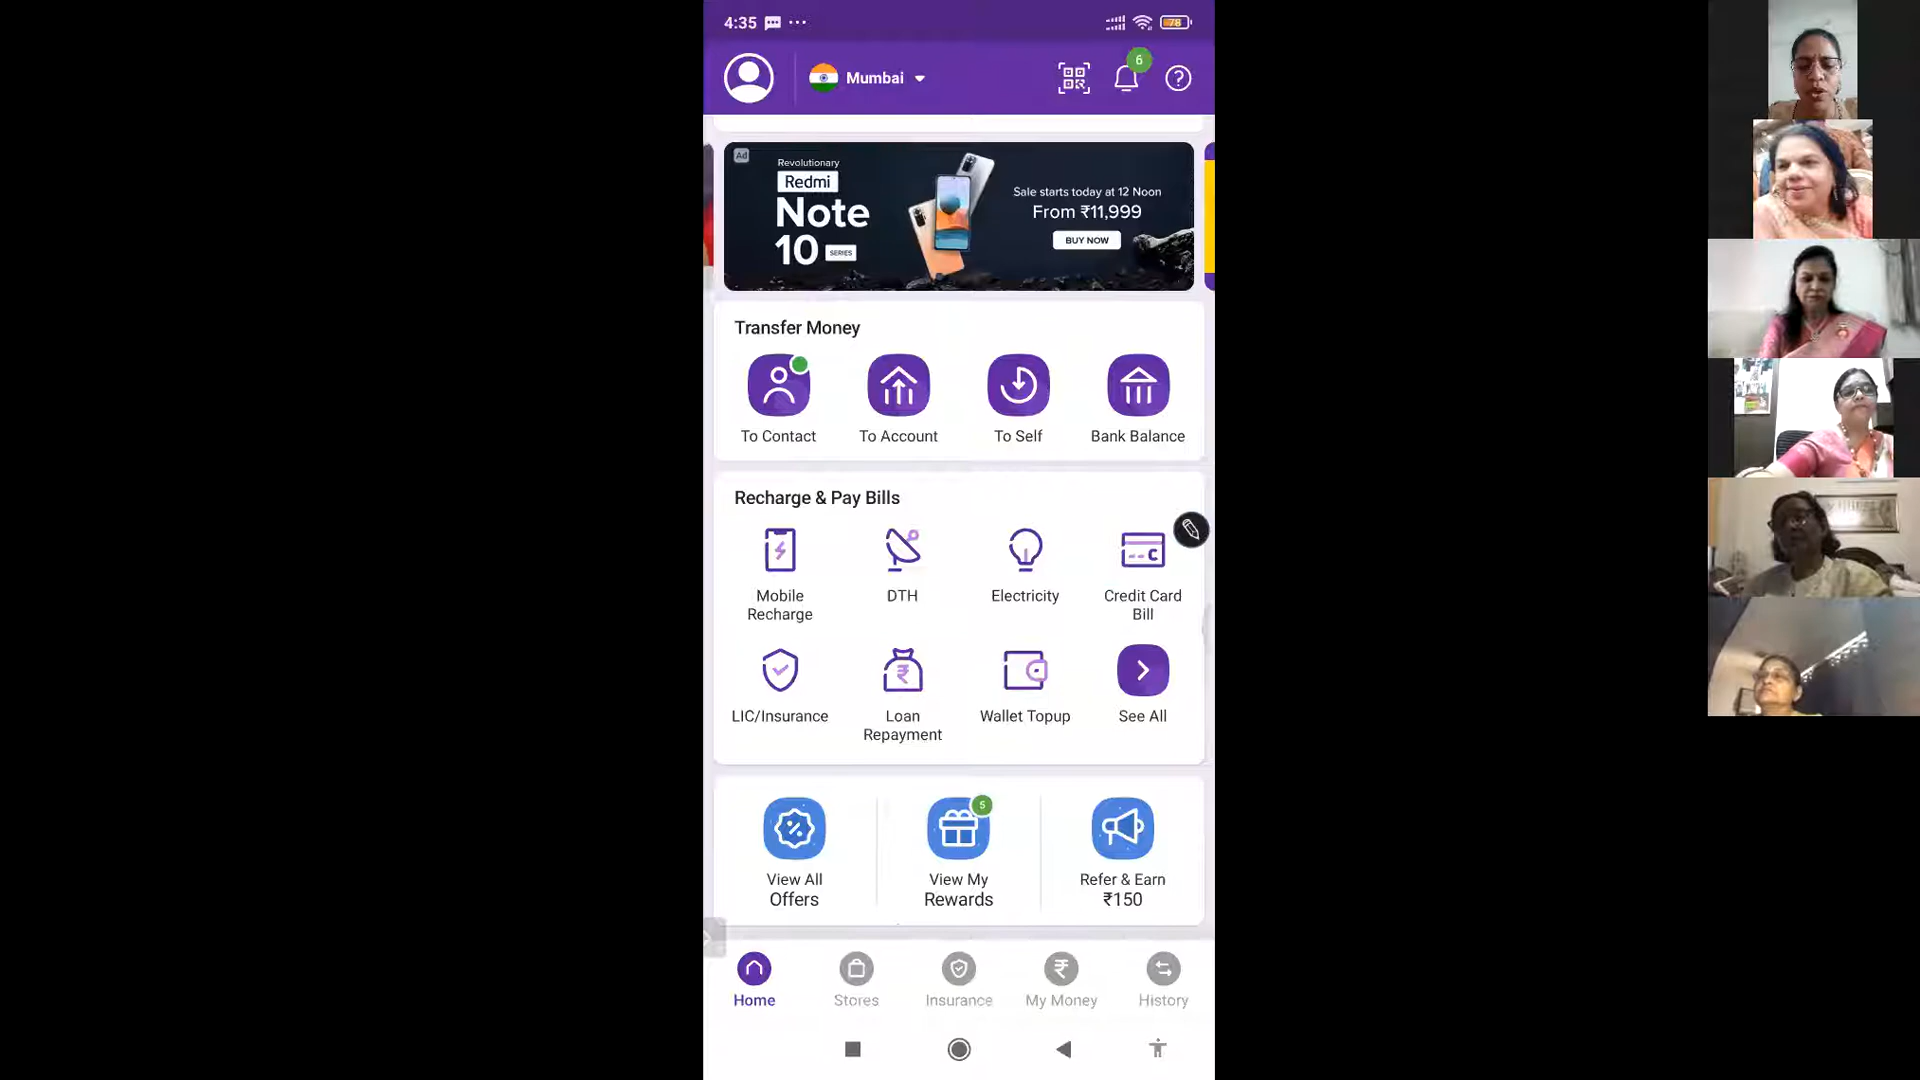 4:35
78
Mumbai
6
Ad
Revolutionary
Redmi
Note
10 SERIES
Sale starts today at 12 Noon
From ₹11,999
BUY NOW
Transfer Money
To Contact
To Account
To Self
Bank Balance
Recharge & Pay Bills
Mobile
Recharge
DTH
Electricity
Credit Card
Bill
LIC/Insurance
Loan
Repayment
Wallet Topup
See All
View All
Offers
5
View My
Rewards
Refer & Earn
₹150
Home
Stores
Insurance
My Money
History